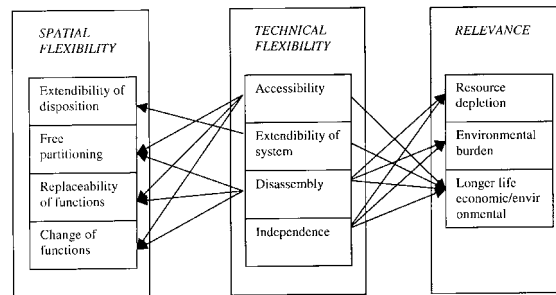 SPATIAL
FLEXIBILITY
Extendibility of
disposition
Free
partitioning
Replaceability
of functions
Change of
functions
TECHNICAL
FLEXIBILITY
Accessibility
Extendibility of
system
Disassembly
Independence
RELEVANCE
Resource
depletion
Environmental
burden
Longer life
economic/envir
onmental